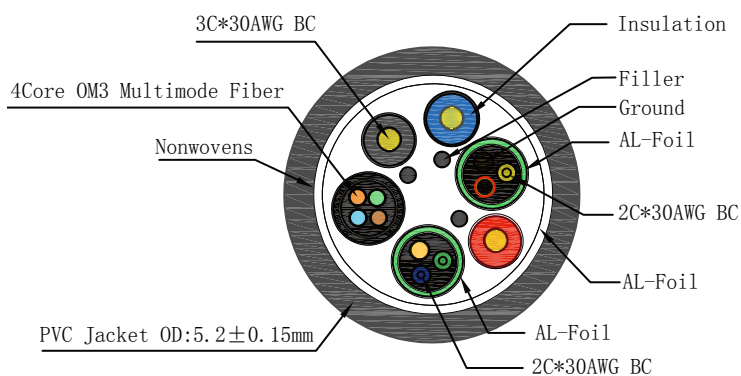 3C*30AWG BC
Insulation
4Core OM3 Multimode Fiber
Filler
Ground
AL-Foil
Nonwovens
2C*30AWG BC
AL-Foil
PVC Jacket OD:5.2±0.15mm
AL-Foil
2C*30AWG BC